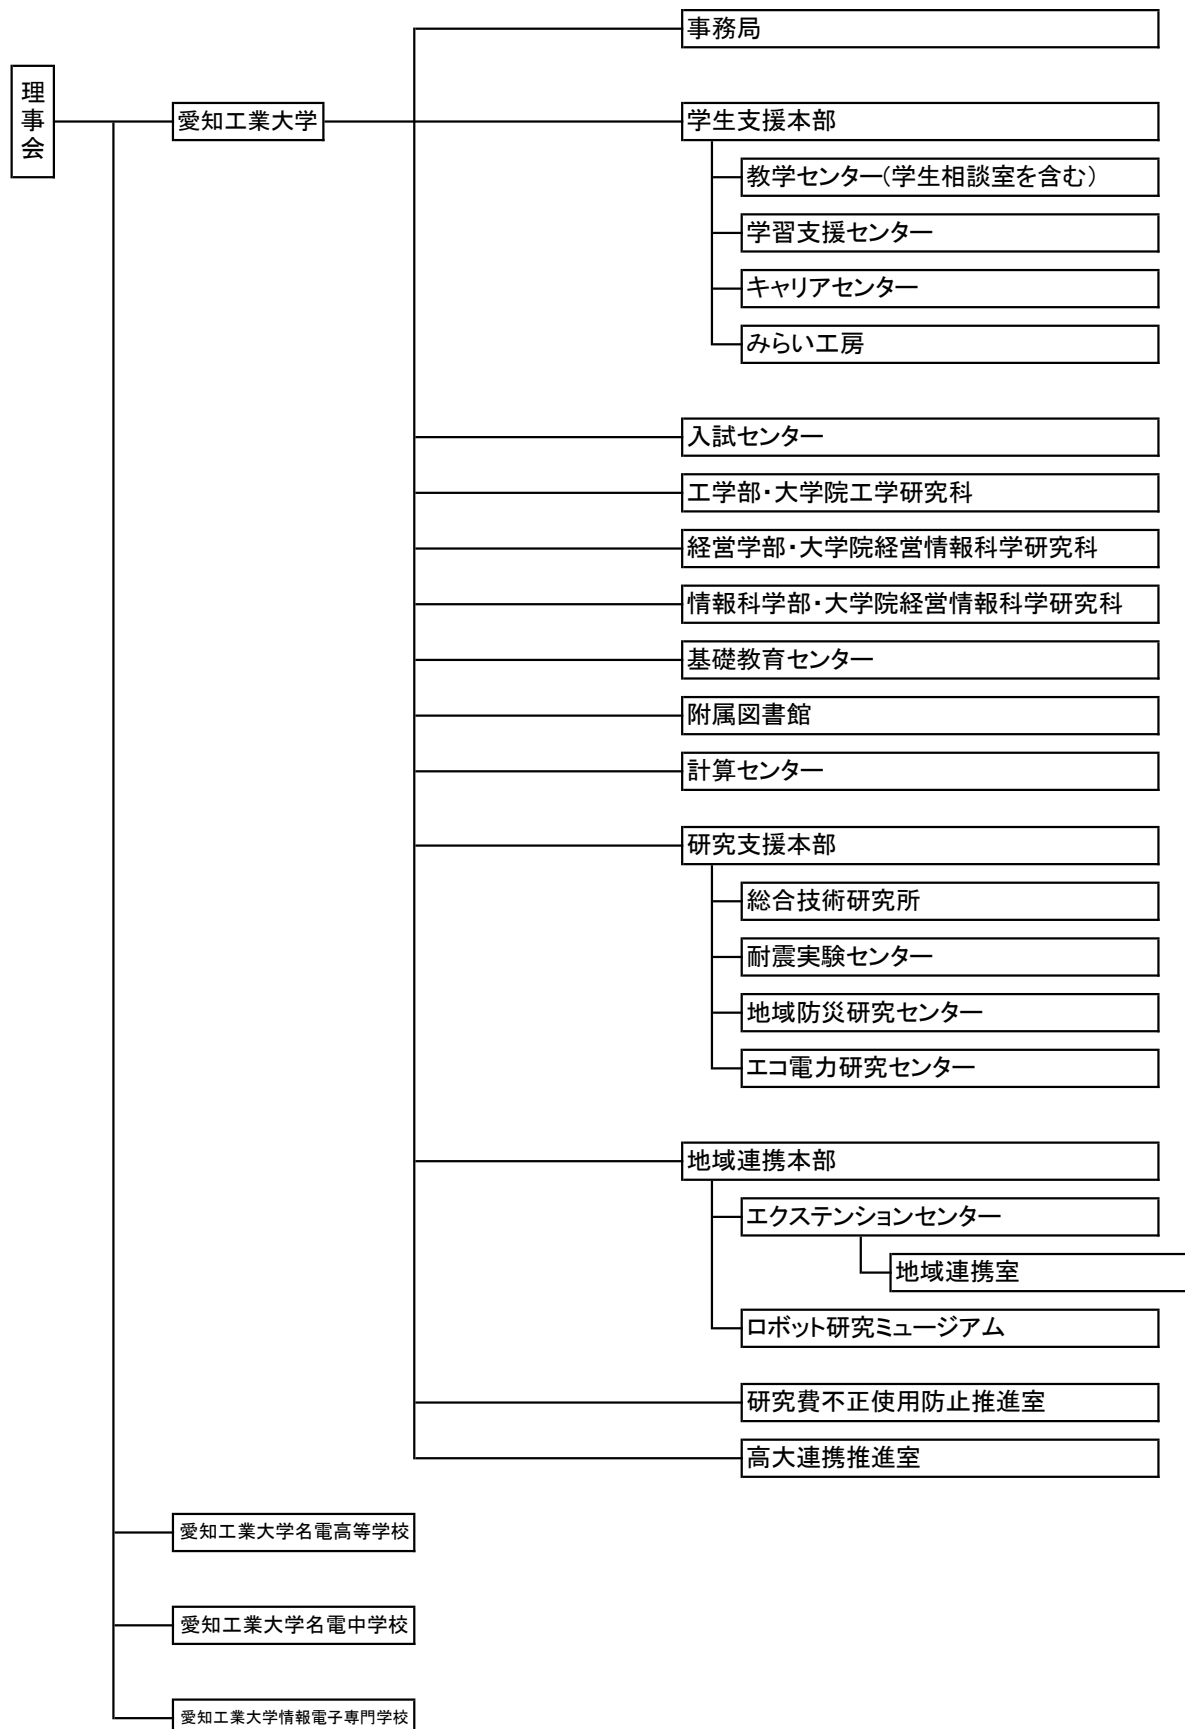 事務局
理事会
愛知工業大学
学生支援本部
教学センター(学生相談室を含む)
学習支援センター
キャリアセンター
みらい工房
入試センター
工学部・大学院工学研究科
経営学部・大学院経営情報科学研究科
情報科学部・大学院経営情報科学研究科
基礎教育センター
附属図書館
計算センター
研究支援本部
総合技術研究所
耐震実験センター
地域防災研究センター
エコ電力研究センター
地域連携本部
エクステンションセンター
地域連携室
ロボット研究ミュージアム
研究費不正使用防止推進室
高大連携推進室
愛知工業大学名電高等学校
愛知工業大学名電中学校
愛知工業大学情報電子専門学校